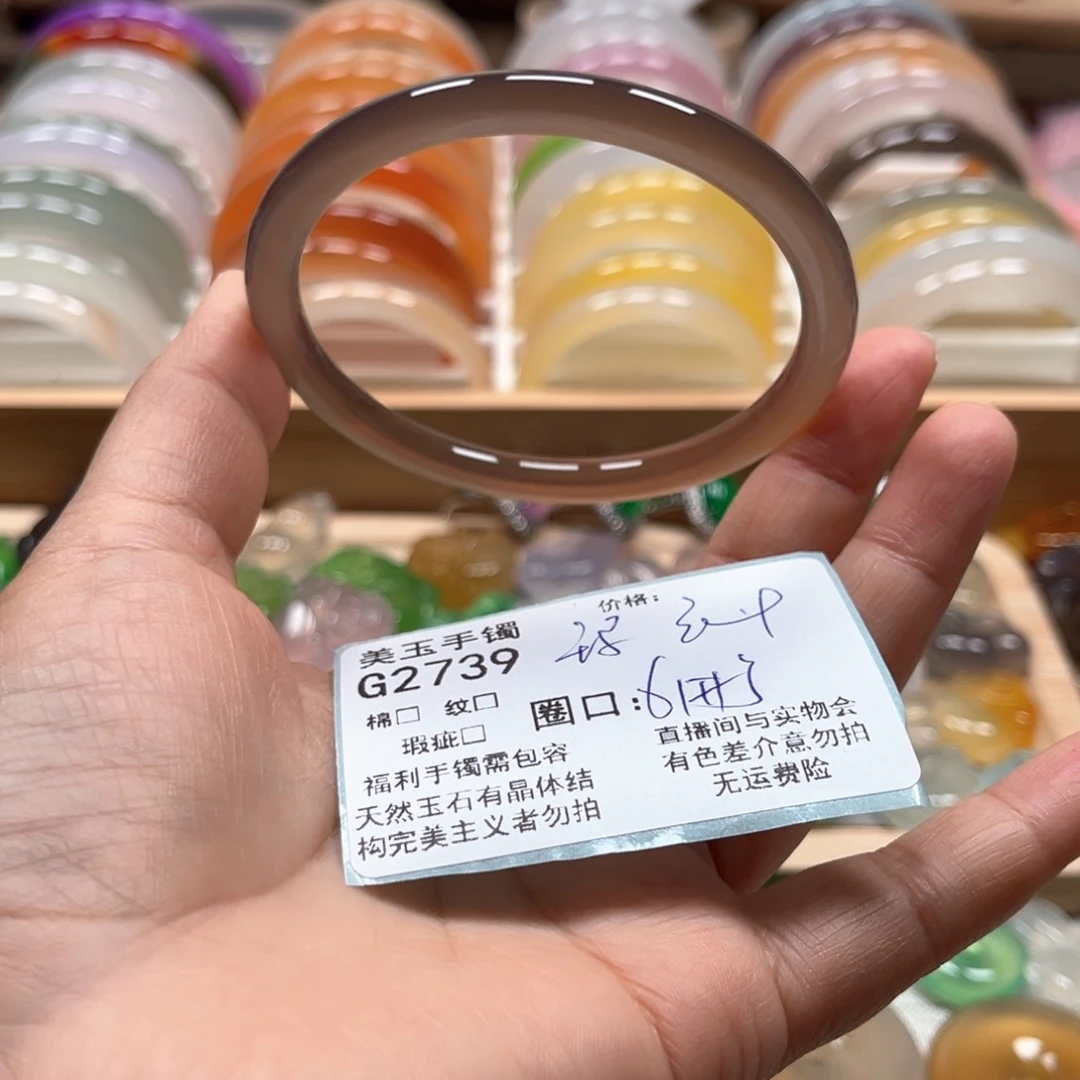 价格:
美玉手镯
G2739
棉□ 纹□
圈口:
瑕疵□
福利手镯需包容
天然玉石有晶体结
构完美主义者勿拍
直播间与实物会
有色差介意勿拍
无运费险